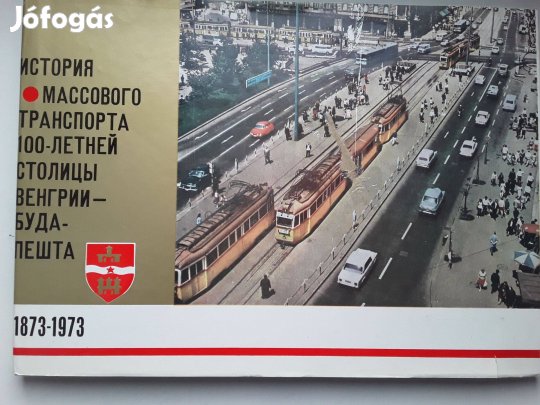 Jófogás
ИСТОРИЯ
МАССОВОГО
ТРАНСПОРТА
100-ЛЕТНЕЙ
СТОЛИЦЫ
ВЕНГРИИ–
БУДА-
ПЕШТА
1873-1973